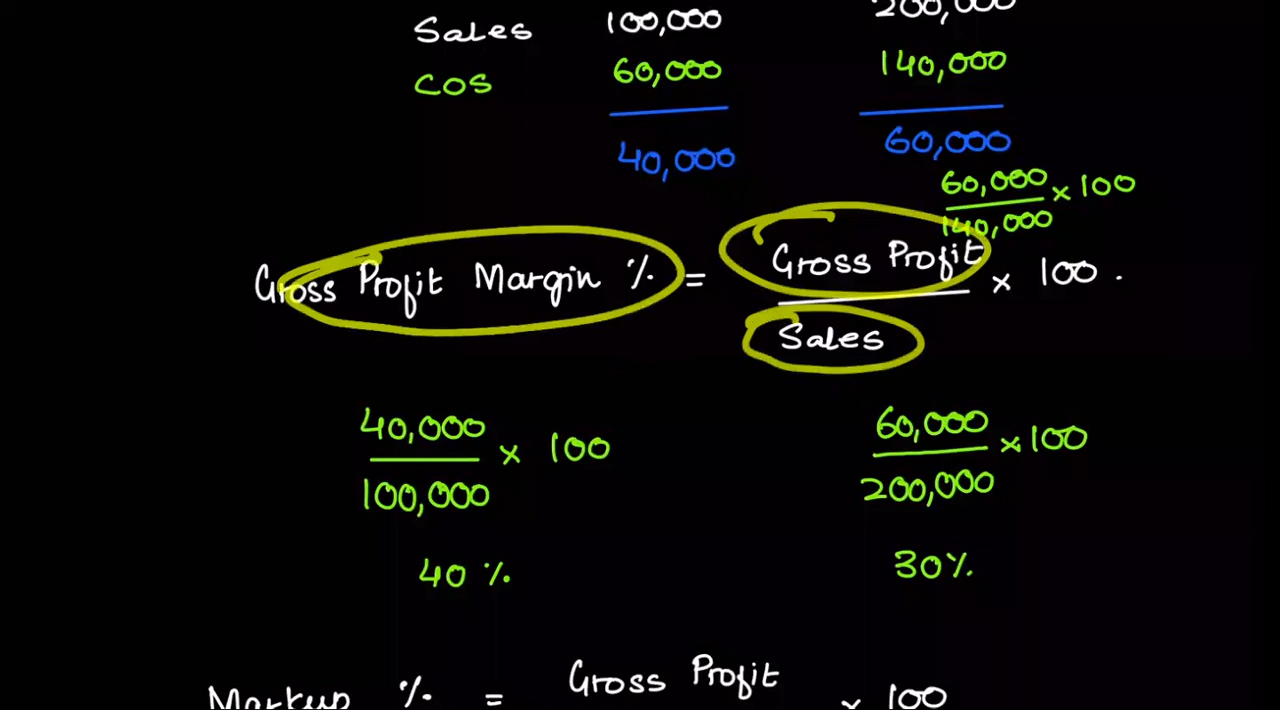 Sales 100,000 200,000
COS 60,000 140,000
40,000 60,000
60,000 × 100
140,000
Gross Profit Margin % = Gross Profit × 100 .
Sales
40,000 × 100 60,000 × 100
100,000 200,000
40 % 30%
Gross Profit
Markup % = × 100